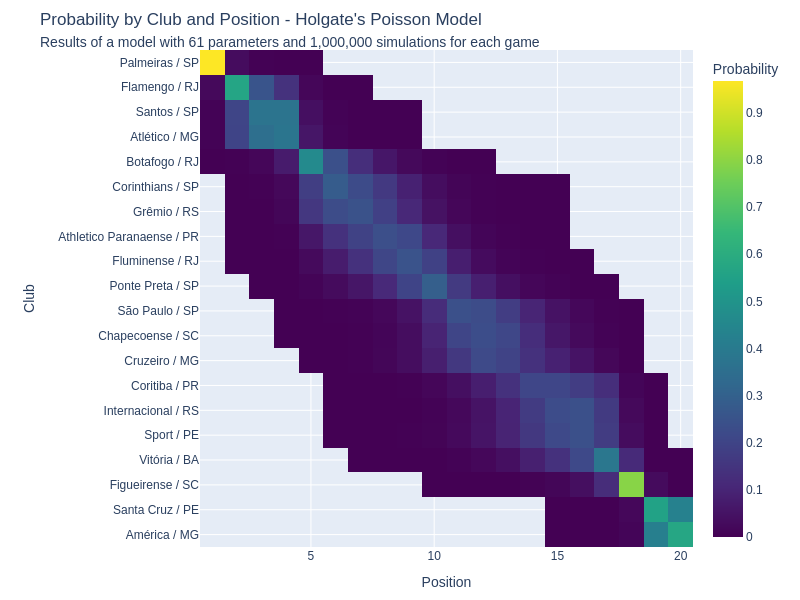 Probability by Club and Position - Holgate's Poisson Model
Results of a model with 61 parameters and 1,000,000 simulations for each game
Probability
Palmeiras / SP
Flamengo / RJ
Santos / SP
Atlético / MG
Botafogo / RJ
Corinthians / SP
Grêmio / RS
Athletico Paranaense / PR
Fluminense / RJ
Ponte Preta / SP
São Paulo / SP
Chapecoense / SC
Cruzeiro / MG
Coritiba / PR
Internacional / RS
Sport / PE
Vitória / BA
Figueirense / SC
Santa Cruz / PE
América / MG
Club
5
10
15
20
Position
0.9
0.8
0.7
0.6
0.5
0.4
0.3
0.2
0.1
0